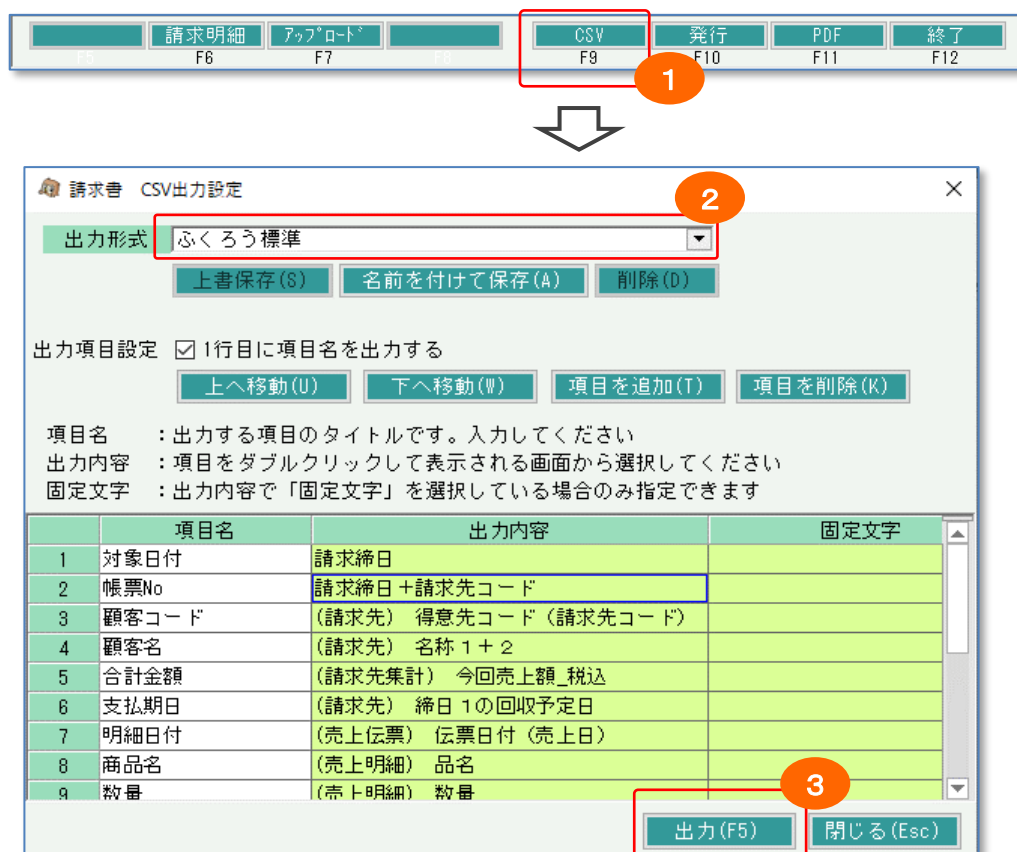 請求明細 ｱｯﾌﾟﾛｰﾄﾞ CSV 発行 PDF 終了
F5 F6 F7 F8 F9 F10 F11 F12
1
請求書 CSV出力設定
2
出力形式 ふくろう標準
上書保存(S) 名前を付けて保存(A) 削除(D)
出力項目設定 1行目に項目名を出力する
上へ移動(U) 下へ移動(W) 項目を追加(T) 項目を削除(K)
項目名 ：出力する項目のタイトルです。入力してください
出力内容 ：項目をダブルクリックして表示される画面から選択してください
固定文字 ：出力内容で「固定文字」を選択している場合のみ指定できます
項目名 出力内容 固定文字
1 対象日付 請求締日
2 帳票No 請求締日＋請求先コード
3 顧客コード (請求先) 得意先コード（請求先コード）
4 顧客名 (請求先) 名称１＋２
5 合計金額 (請求先集計) 今回売上額_税込
6 支払期日 (請求先) 締日１の回収予定日
7 明細日付 (売上伝票) 伝票日付（売上日）
8 商品名 (売上明細) 品名
9 数量 (売上明細) 数量
3
出力(F5) 閉じる(Esc)